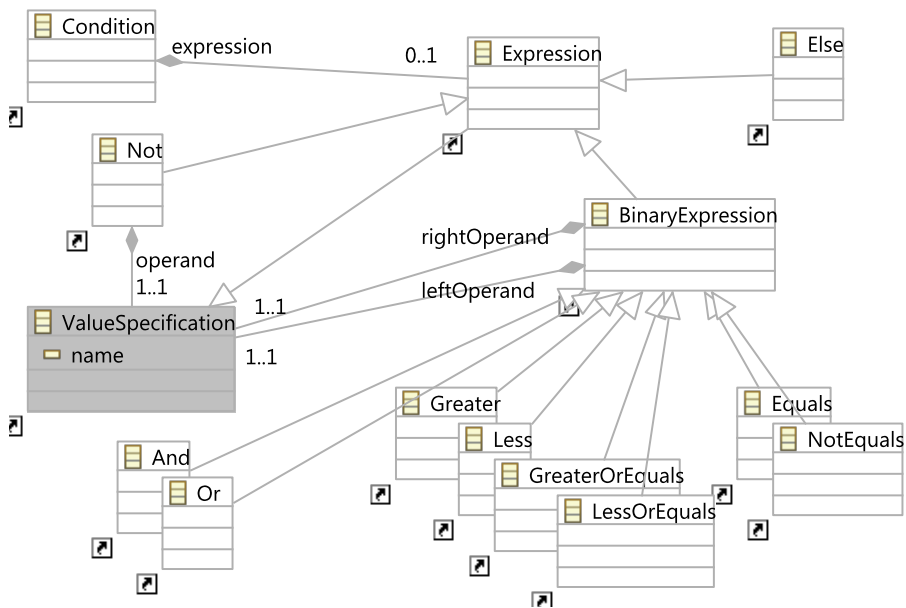 Condition
expression
0..1
Expression
Else
Not
operand
1..1
BinaryExpression
rightOperand
leftOperand
1..1
1..1
ValueSpecification
name
Greater
Less
GreaterOrEquals
LessOrEquals
Equals
NotEquals
And
Or